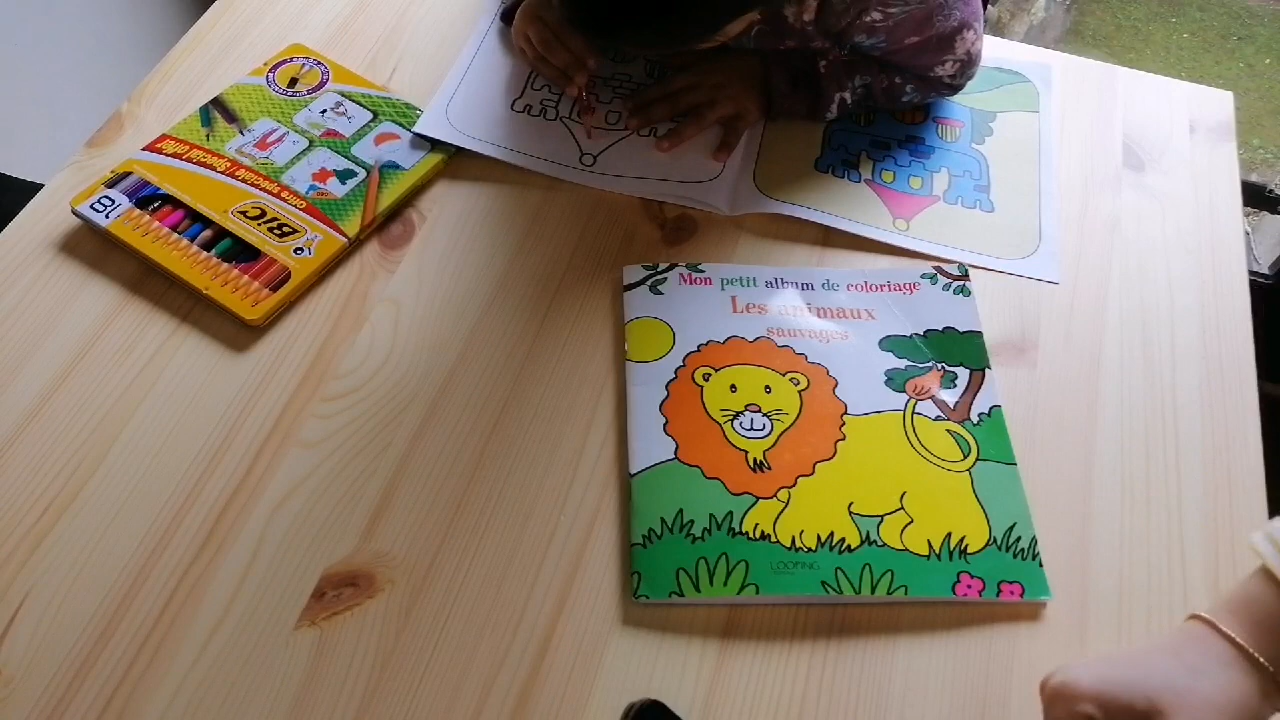 Mon petit album de coloriage
Les animaux
sauvages
LOOPING
offre spéciale / Special offer
BIC
18